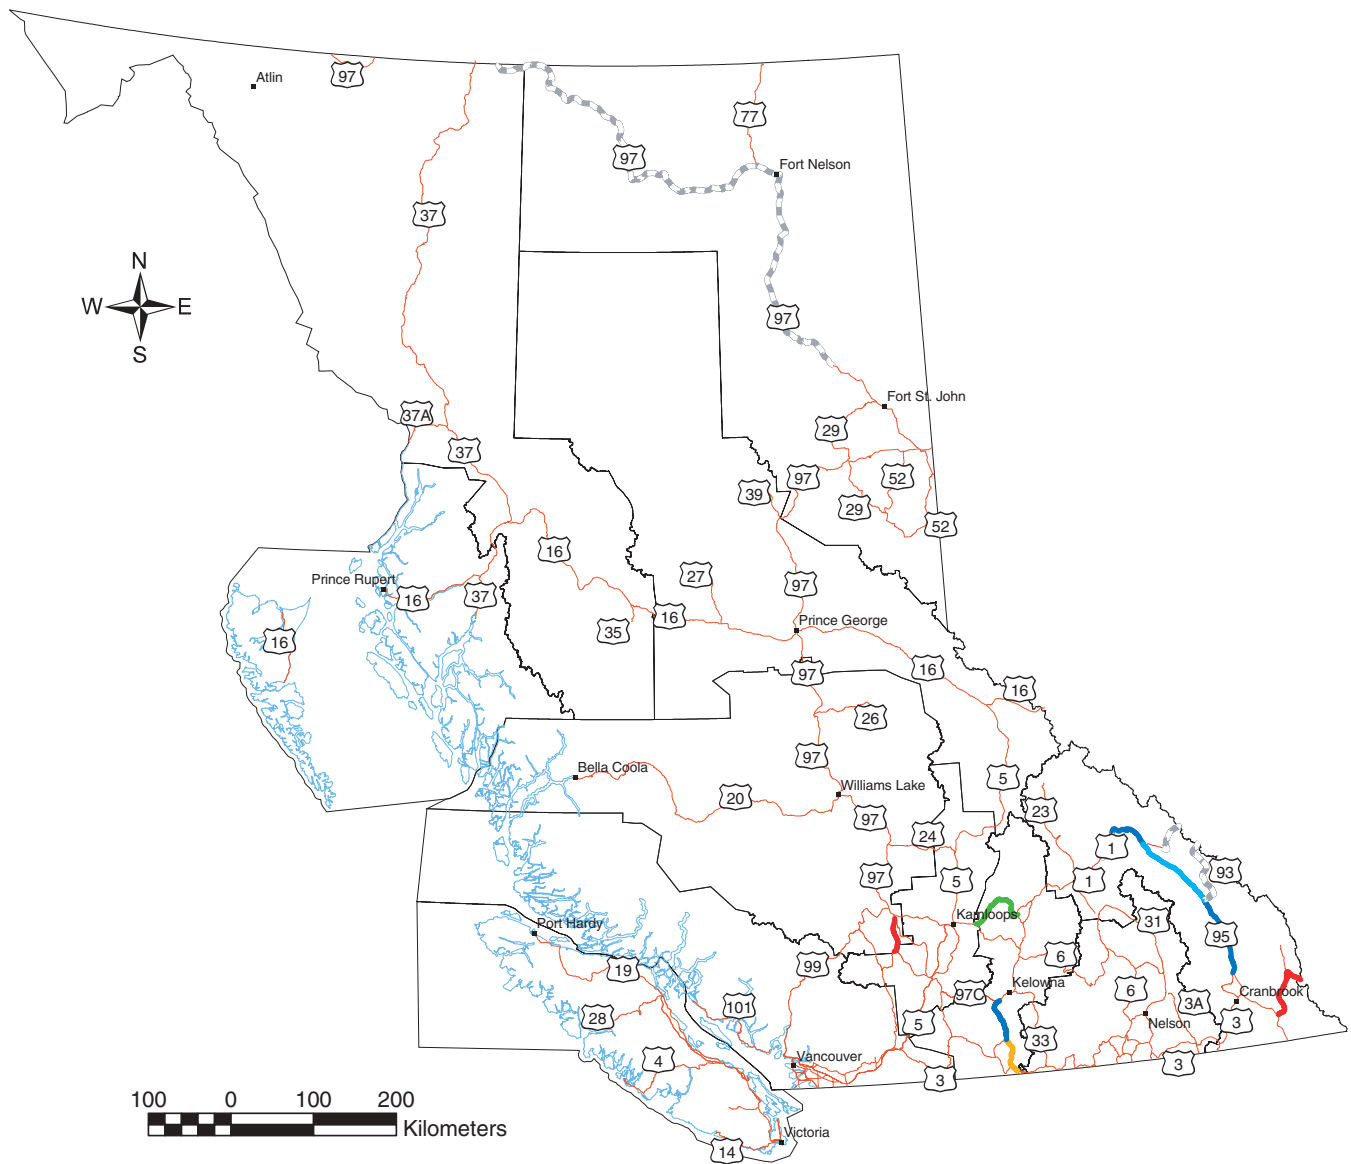 Atlin
97
77
97
Fort Nelson
37
N
W E
S
97
Fort St. John
37A
29
37
97
52
39
29
52
16
27
97
Prince Rupert
16
37
16
35
Prince George
16
97
16
16
26
97
Bella Coola
5
20
Williams Lake
97
23
24
1
93
97
5
1
Kamloops
31
Port Hardy
95
6
99
19
Kelowna
97C
6
3A
Cranbrook
101
28
5
Nelson
3
33
4
Vancouver
3
3
100 0 100 200
Kilometers
Victoria
14